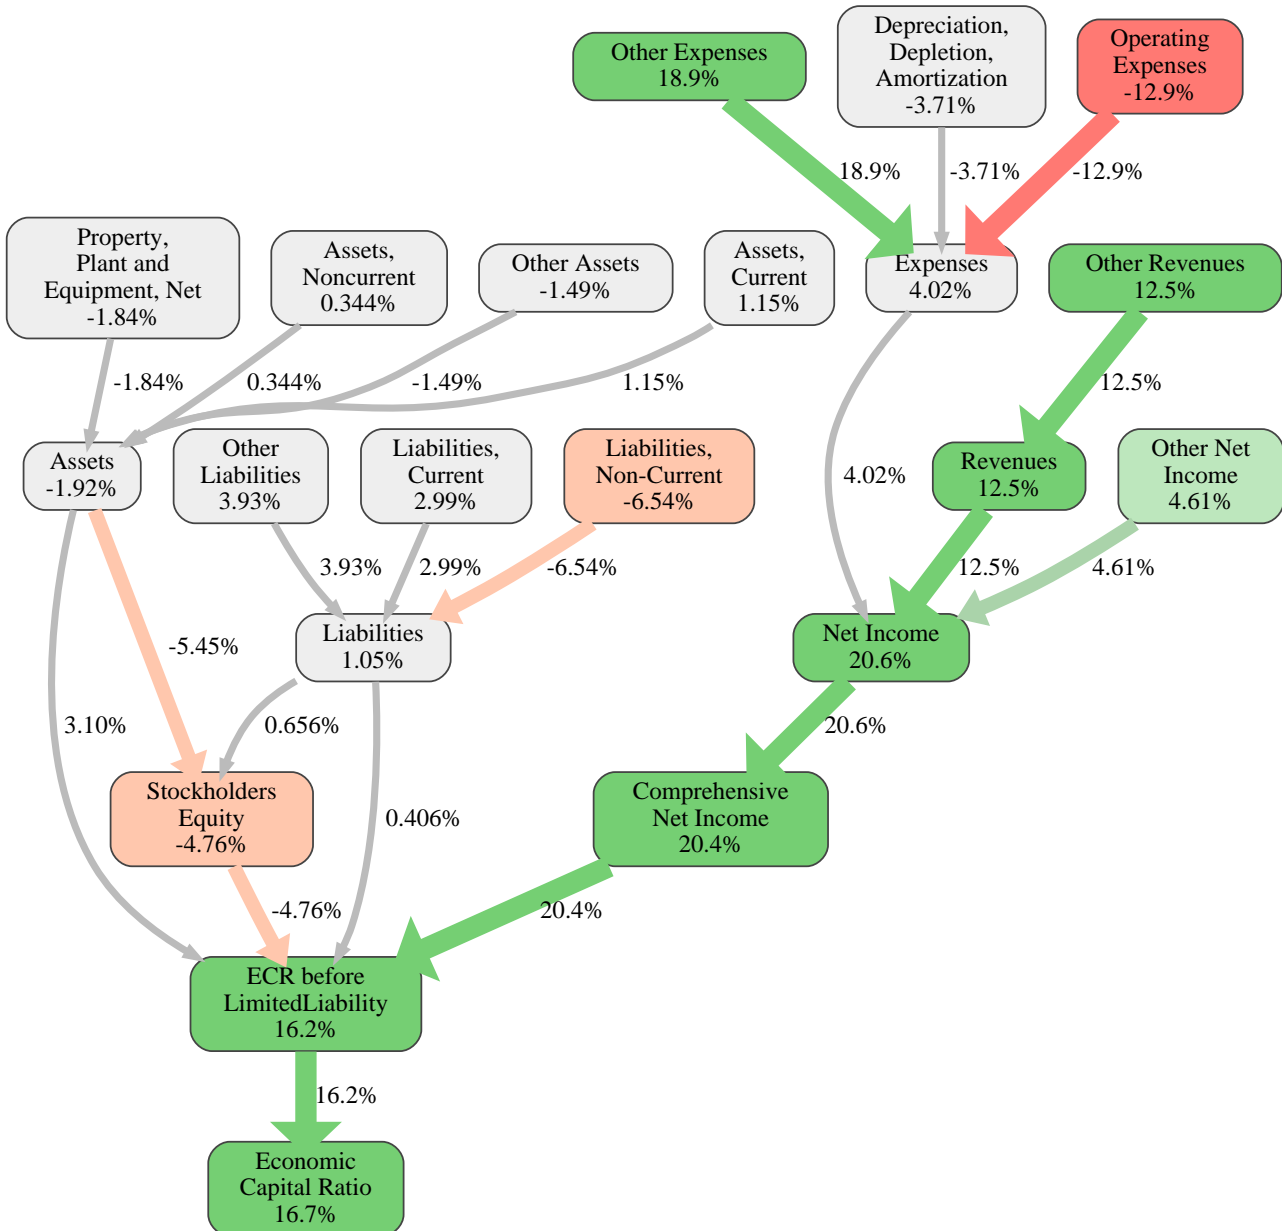 Other Expenses
18.9%
Depreciation,
Depletion,
Amortization
-3.71%
Operating
Expenses
-12.9%
18.9%
-3.71%
-12.9%
Property,
Plant and
Equipment, Net
-1.84%
Assets,
Noncurrent
0.344%
Other Assets
-1.49%
Assets,
Current
1.15%
Expenses
4.02%
Other Revenues
12.5%
-1.84%
0.344%
-1.49%
1.15%
12.5%
Assets
-1.92%
Other
Liabilities
3.93%
Liabilities,
Current
2.99%
Liabilities,
Non-Current
-6.54%
4.02%
Revenues
12.5%
Other Net
Income
4.61%
3.93%
2.99%
-6.54%
12.5%
4.61%
-5.45%
Liabilities
1.05%
Net Income
20.6%
3.10%
0.656%
20.6%
Stockholders
Equity
-4.76%
0.406%
Comprehensive
Net Income
20.4%
-4.76%
20.4%
ECR before
LimitedLiability
16.2%
16.2%
Economic
Capital Ratio
16.7%